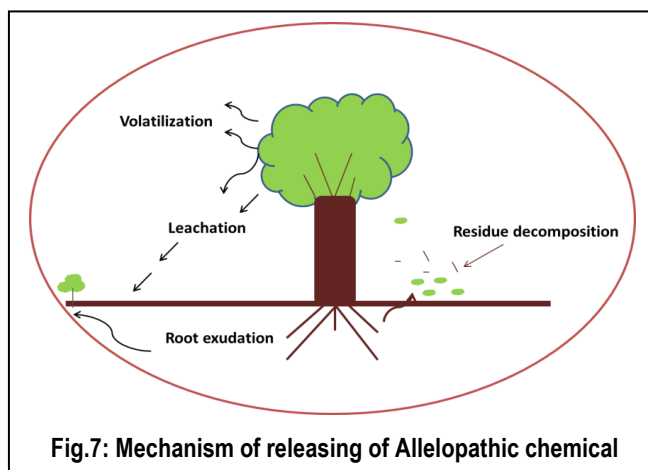 Volatilization
Leachation
Residue decomposition
Root exudation
Fig.7: Mechanism of releasing of Allelopathic chemical